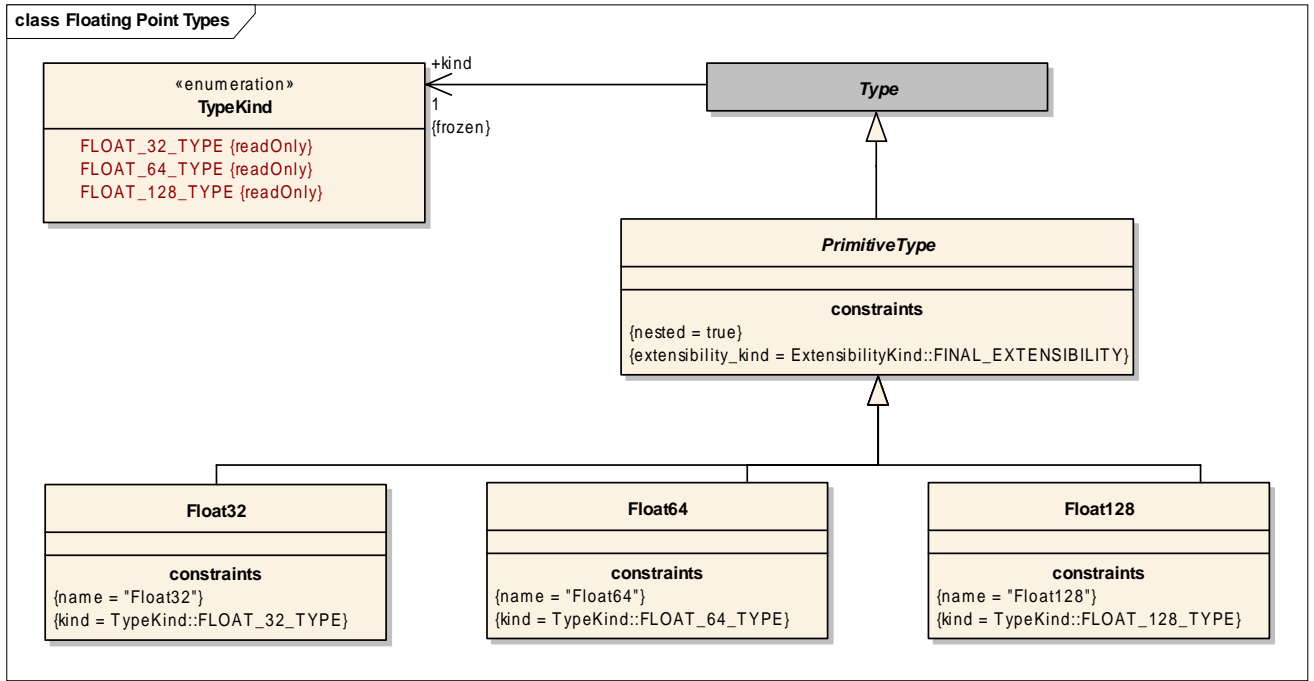 class Floating Point Types
«enumeration»
TypeKind
FLOAT_32_TYPE {readOnly}
FLOAT_64_TYPE {readOnly}
FLOAT_128_TYPE {readOnly}
+kind
1
{frozen}
Type
PrimitiveType
constraints
{nested = true}
{extensibility_kind = ExtensibilityKind::FINAL_EXTENSIBILITY}
Float32
constraints
{name = "Float32"}
{kind = TypeKind::FLOAT_32_TYPE}
Float64
constraints
{name = "Float64"}
{kind = TypeKind::FLOAT_64_TYPE}
Float128
constraints
{name = "Float128"}
{kind = TypeKind::FLOAT_128_TYPE}